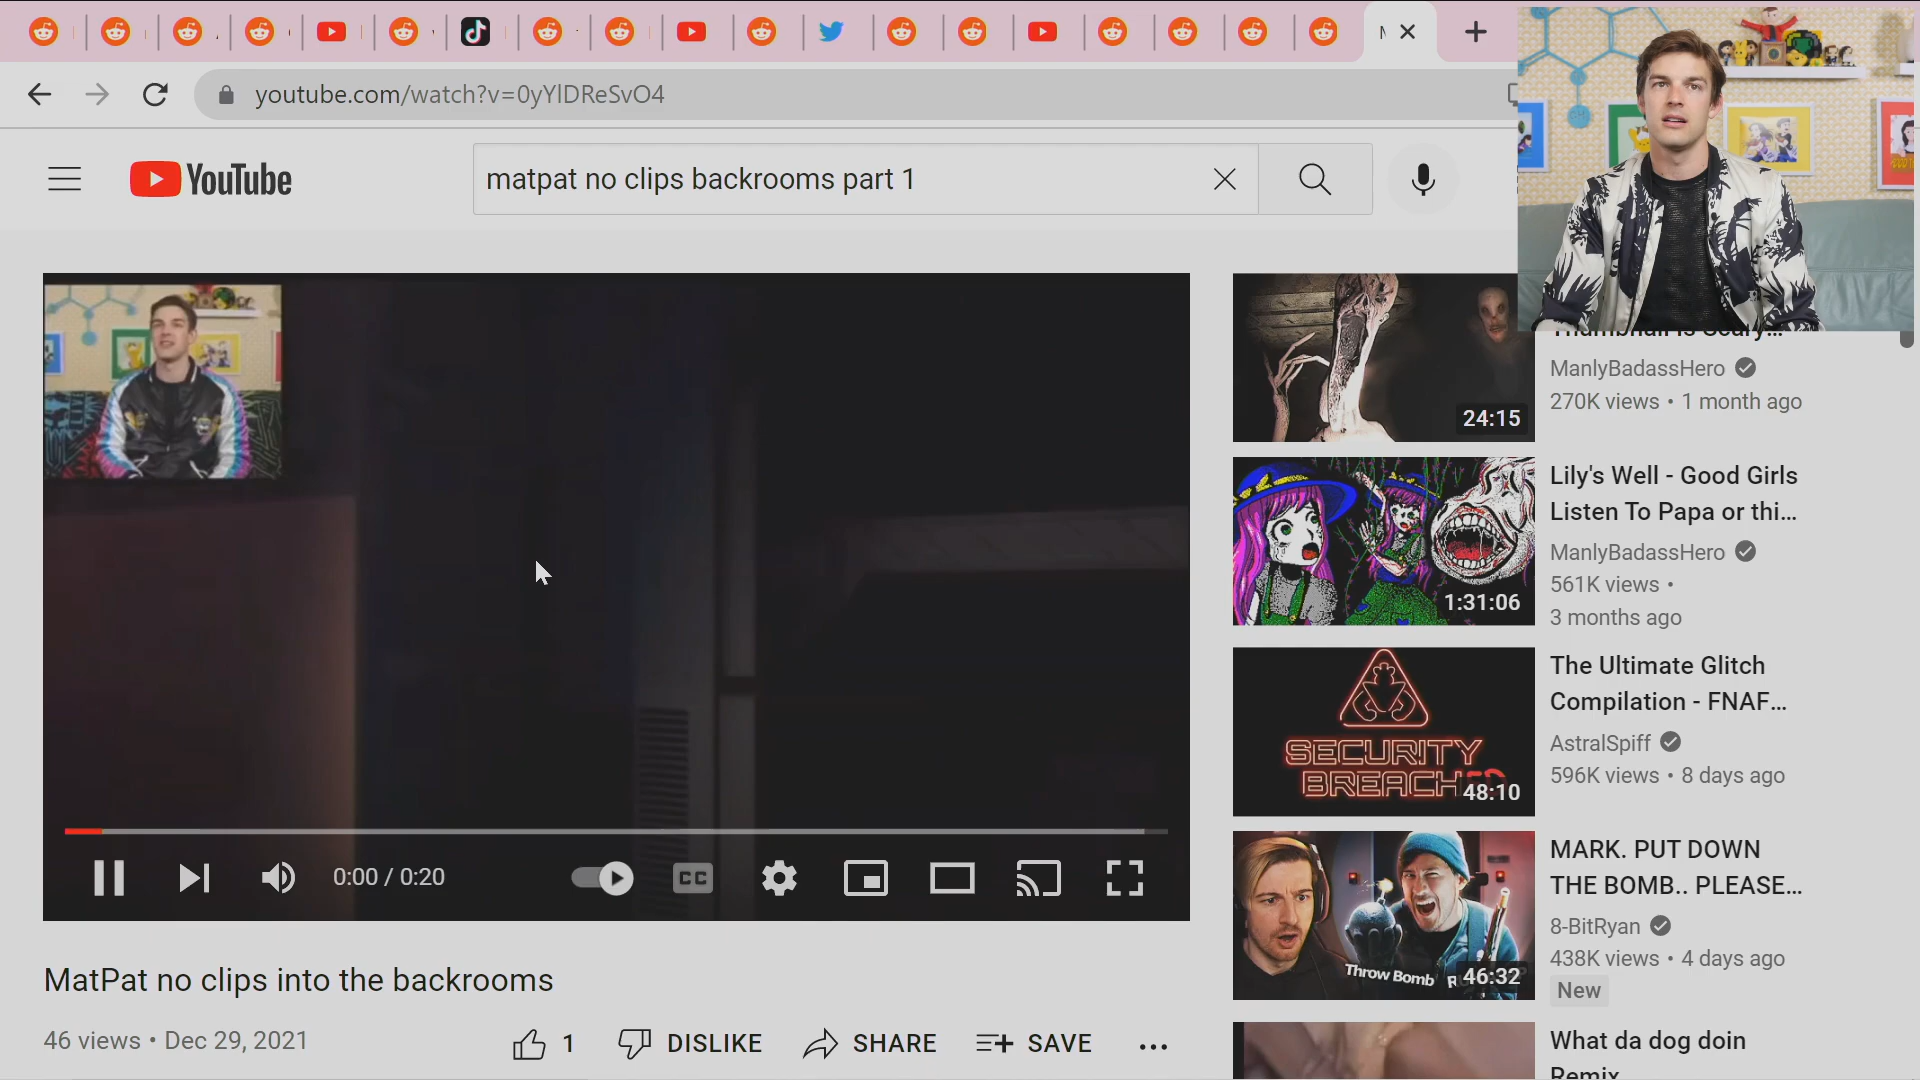 youtube.com/watch?v=0yYlDReSvO4
YouTube
matpat no clips backrooms part 1
24:15
ManlyBadassHero
270K views • 1 month ago
Lily's Well - Good Girls
Listen To Papa or thi...
ManlyBadassHero
561K views •
3 months ago
1:31:06
The Ultimate Glitch
Compilation - FNAF...
AstralSpiff
596K views • 8 days ago
SECURITY
BREACHED
48:10
MARK. PUT DOWN
THE BOMB.. PLEASE...
8-BitRyan
438K views • 4 days ago
New
Throw Bomb
46:32
What da dog doin
Remix
0:00 / 0:20
CC
MatPat no clips into the backrooms
46 views • Dec 29, 2021
1
DISLIKE
SHARE
SAVE